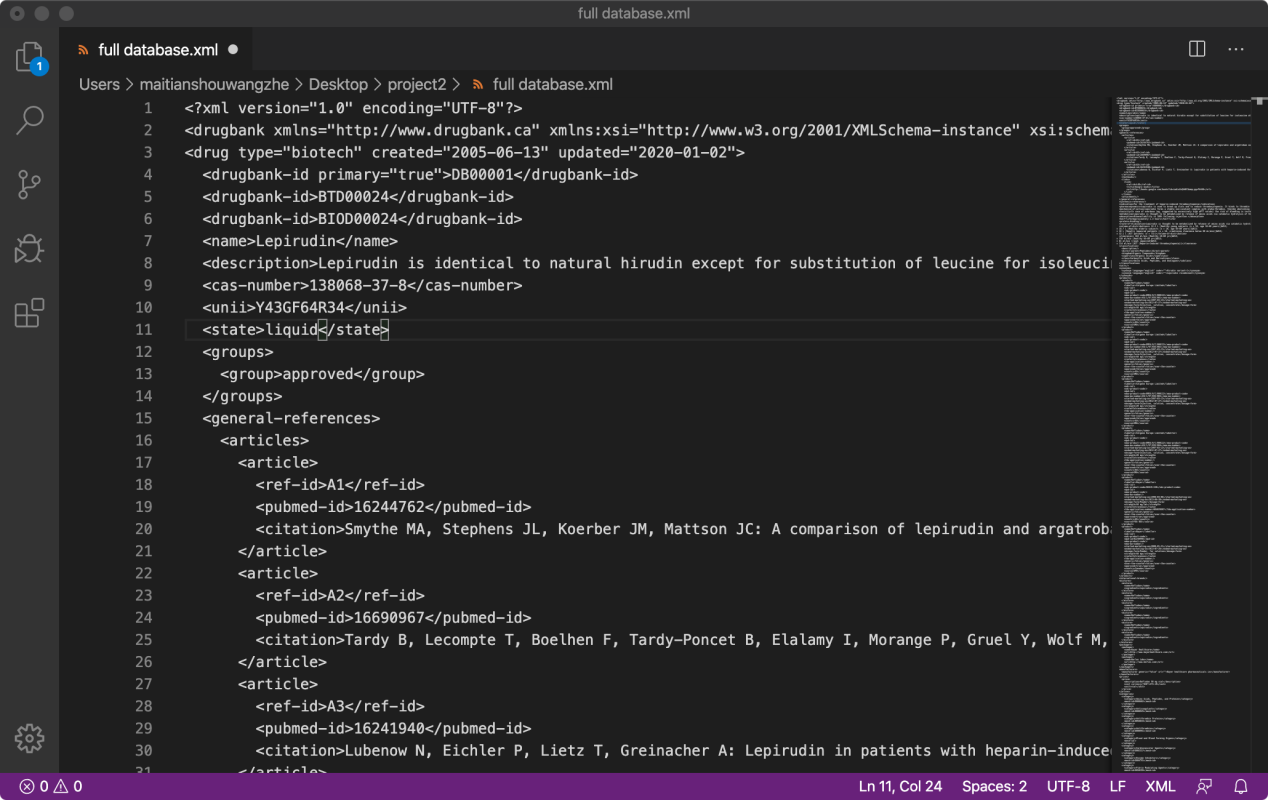 full database.xml
full database.xml
1
Users > maitianshouwangzhe > Desktop > project2 > full database.xml
1 <?xml version="1.0" encoding="UTF-8"?>
2 <drugbank xmlns="http://www.drugbank.ca" xmlns:xsi="http://www.w3.org/2001/XMLSchema-instance" xsi:schema
3 <drug type="biotech" created="2005-06-13" updated="2020-01-02">
4 <drugbank-id primary="true">DB00001</drugbank-id>
5 <drugbank-id>BTD00024</drugbank-id>
6 <drugbank-id>BIOD00024</drugbank-id>
7 <name>Lepirudin</name>
8 <description>Lepirudin is identical to natural hirudin except for substitution of leucine for isoleuci
9 <cas-number>138068-37-8</cas-number>
10 <unii>Y43GF64R34</unii>
11 <state>liquid</state>
12 <groups>
13 <group>approved</group>
14 </groups>
15 <general-references>
16 <articles>
17 <article>
18 <ref-id>A1</ref-id>
19 <pubmed-id>16244762</pubmed-id>
20 <citation>Smythe MA, Stephens JL, Koerber JM, Mattson JC: A comparison of lepirudin and argatroba
21 </article>
22 <article>
23 <ref-id>A2</ref-id>
24 <pubmed-id>16690967</pubmed-id>
25 <citation>Tardy B, Lecompte T, Boelhen F, Tardy-Poncet B, Elalamy I, Morange P, Gruel Y, Wolf M,
26 </article>
27 <article>
28 <ref-id>A3</ref-id>
29 <pubmed-id>16241940</pubmed-id>
30 <citation>Lubenow N, Eichler P, Lietz T, Greinacher A: Lepirudin in patients with heparin-induced
31 </article>
0 0 Ln 11, Col 24 Spaces: 2 UTF-8 LF XML